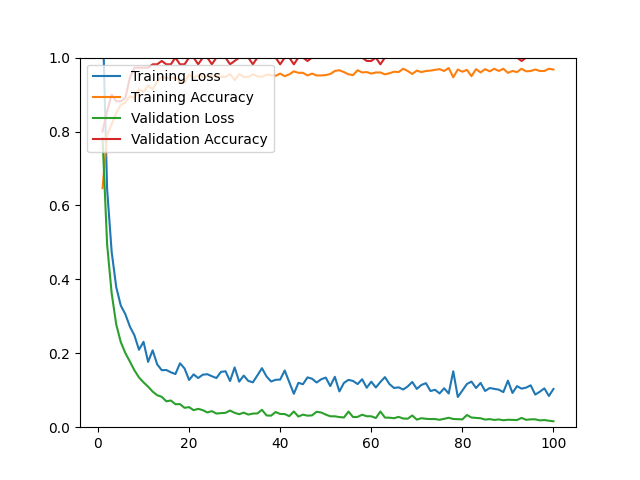 1.0
0.8
0.6
0.4
0.2
0.0
Training Loss
Training Accuracy
Validation Loss
Validation Accuracy
0 20 40 60 80 100